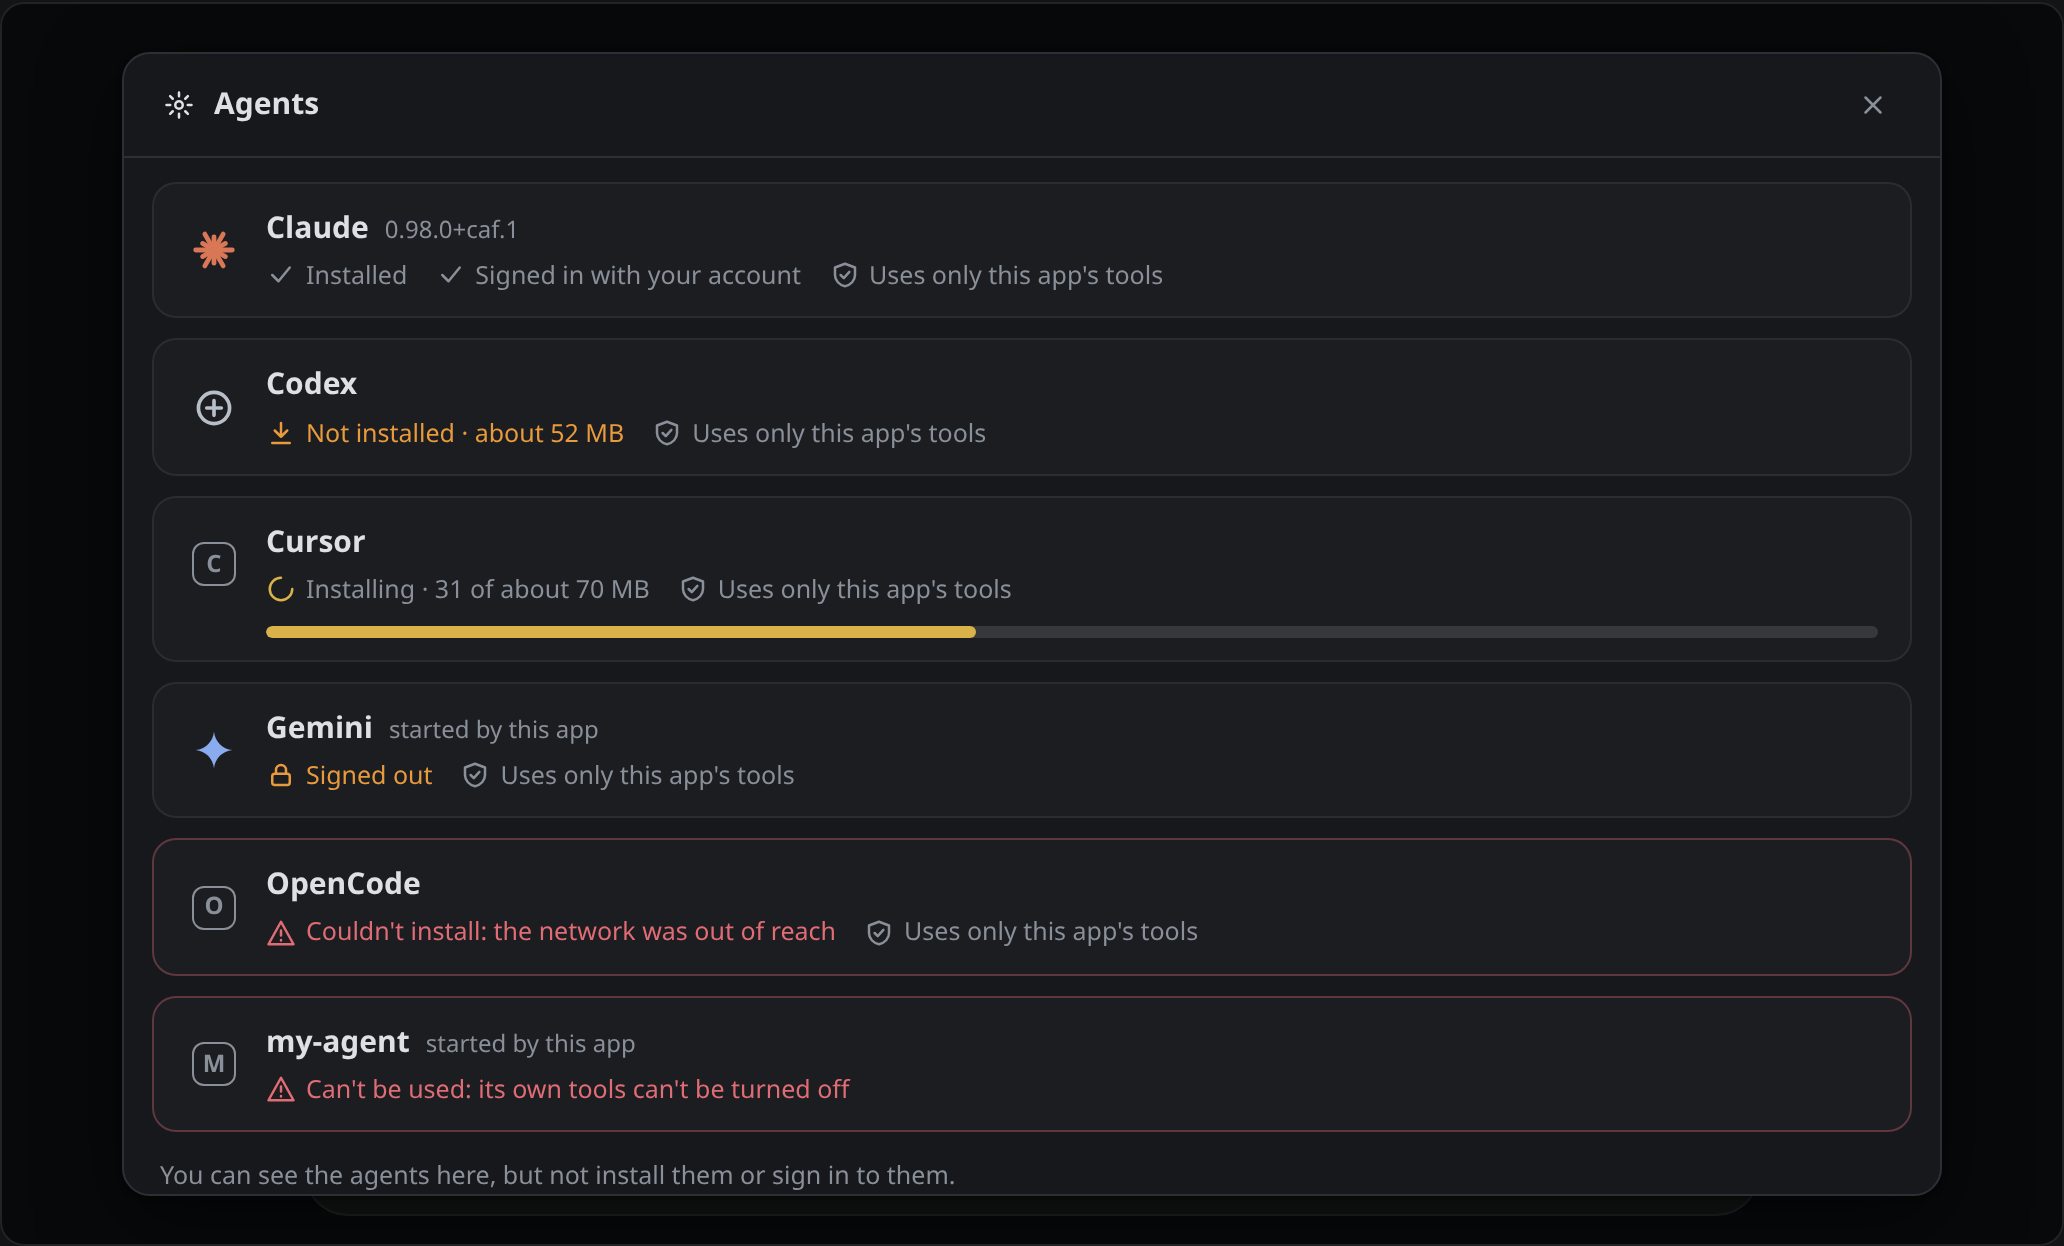 Agents
Claude 0.98.0+caf.1
Installed Signed in with your account Uses only this app's tools
Codex
Not installed · about 52 MB Uses only this app's tools
C
Cursor
Installing · 31 of about 70 MB Uses only this app's tools
Gemini started by this app
Signed out Uses only this app's tools
O
OpenCode
Couldn't install: the network was out of reach Uses only this app's tools
M
my-agent started by this app
Can't be used: its own tools can't be turned off
You can see the agents here, but not install them or sign in to them.